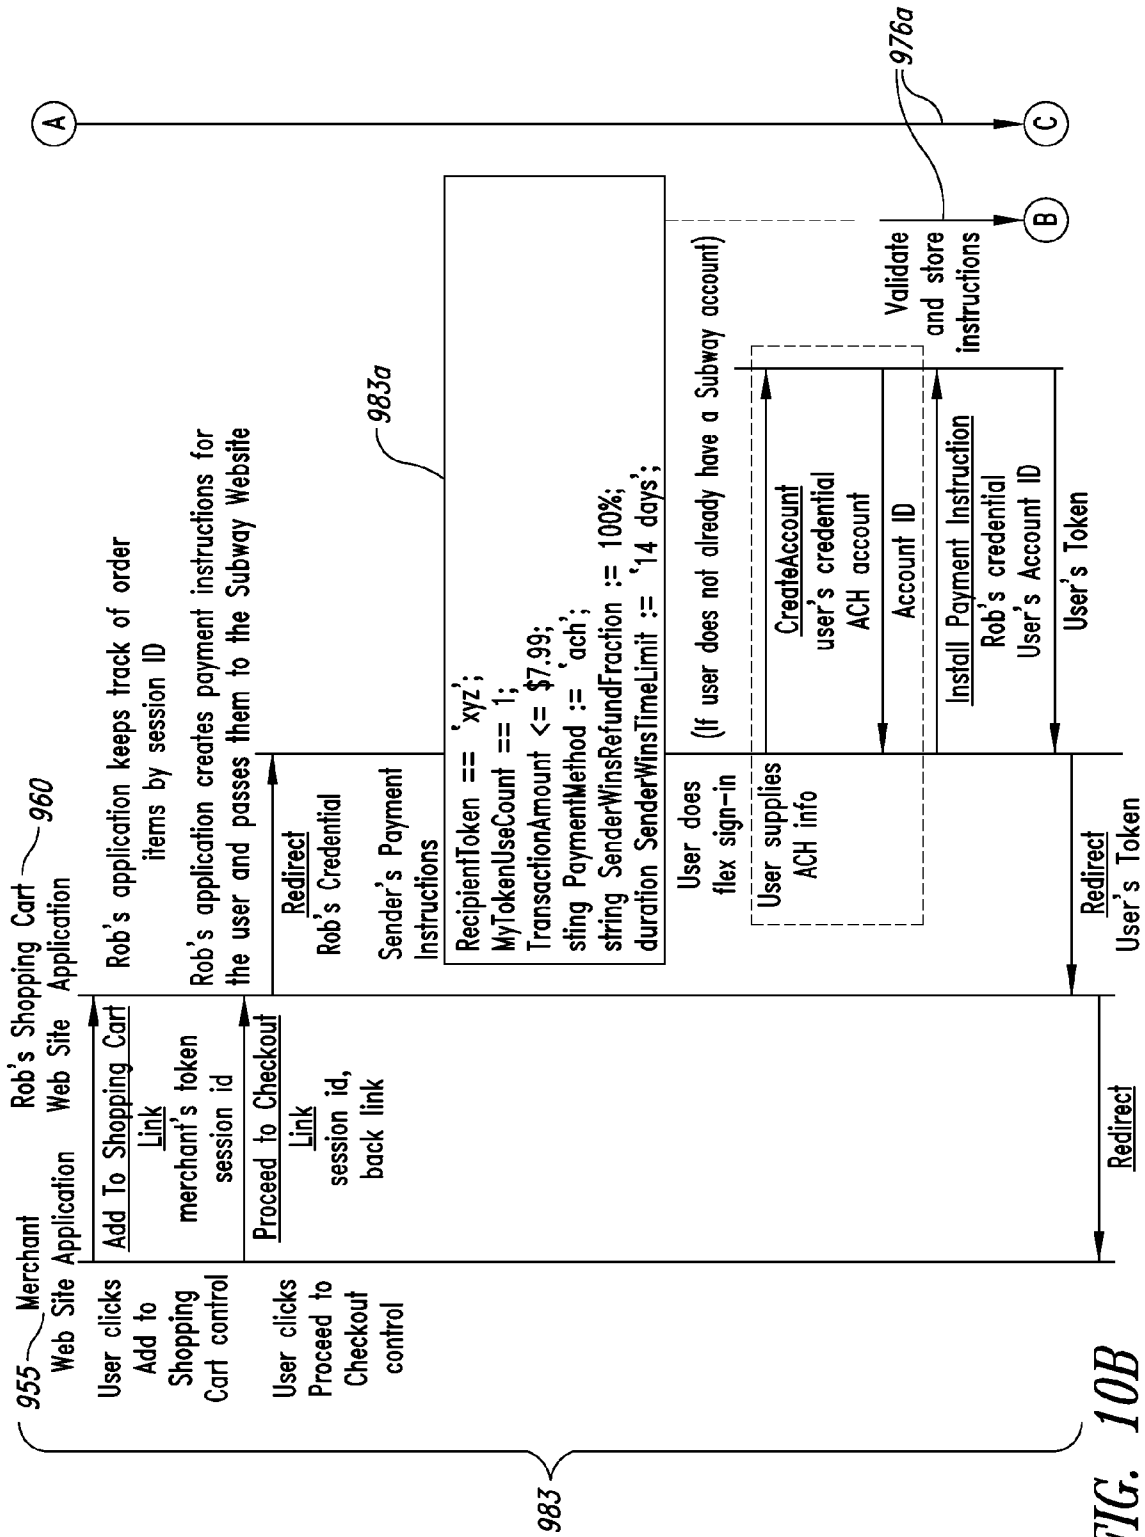 955
Merchant
Web Site Application
Rob's Shopping Cart
960
Web Site Application
User clicks
Add to
Shopping
Cart control
Add To Shopping Cart
Link
merchant's token
session id
Rob's application keeps track of order
items by session ID
User clicks
Proceed to
Checkout
control
Proceed to Checkout
Link
session id,
back link
Rob's application creates payment instructions for
the user and passes them to the Subway Website
Redirect
Rob's Credential
Sender's Payment
Instructions
983a
RecipientToken == 'xyz';
MyTokenUseCount == 1;
TransactionAmount <= $7.99;
sting PaymentMethod := 'ach';
string SenderWinsRefundFraction := 100%;
duration SenderWinsTimeLimit := '14 days';
User does
flex sign-in
(If user does not already have a Subway account)
User supplies
ACH info
CreateAccount
user's credential
ACH account
Account ID
Install Payment Instruction
Rob's credential
User's Account ID
User's Token
Validate
and store
instructions
976a
A
B
C
Redirect
User's Token
Redirect
983
FIG. 10B